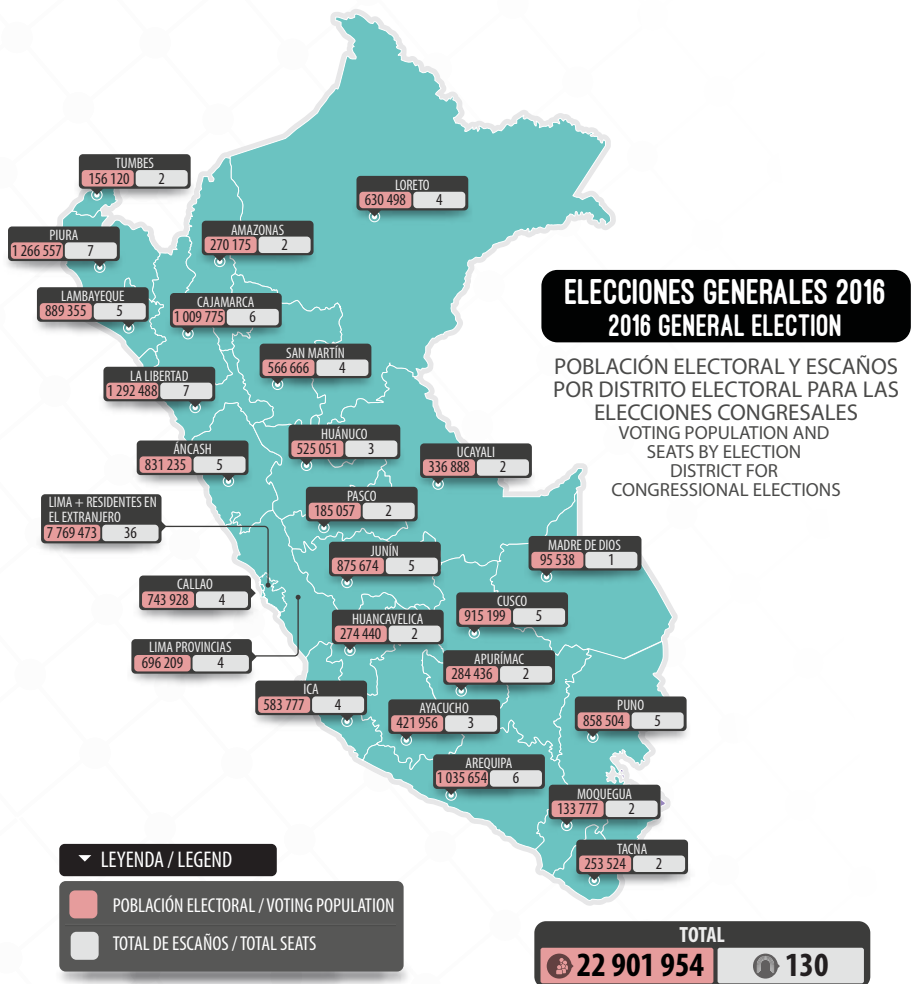 TUMBES
156 120 2
LORETO
630 498 4
PIURA
1 266 557 7
AMAZONAS
270 175 2
LAMBAYEQUE
889 355 5
CAJAMARCA
1 009 775 6
ELECCIONES GENERALES 2016
2016 GENERAL ELECTION
POBLACIÓN ELECTORAL Y ESCAÑOS
POR DISTRITO ELECTORAL PARA LAS
ELECCIONES CONGRESALES
VOTING POPULATION AND
SEATS BY ELECTION
DISTRICT FOR
CONGRESSIONAL ELECTIONS
SAN MARTÍN
566 666 4
LA LIBERTAD
1 292 488 7
HUÁNUCO
525 051 3
ÁNCASH
831 235 5
UCAYALI
336 888 2
PASCO
185 057 2
LIMA + RESIDENTES EN
EL EXTRANJERO
7 769 473 36
JUNÍN
875 674 5
MADRE DE DIOS
95 538 1
CALLAO
743 928 4
CUSCO
915 199 5
HUANCAVELICA
274 440 2
LIMA PROVINCIAS
696 209 4
APURÍMAC
284 436 2
ICA
583 777 4
AYACUCHO
421 956 3
PUNO
858 504 5
AREQUIPA
1 035 654 6
MOQUEGUA
133 777 2
TACNA
253 524 2
LEYENDA / LEGEND
POBLACIÓN ELECTORAL / VOTING POPULATION
TOTAL DE ESCAÑOS / TOTAL SEATS
TOTAL
22 901 954 130